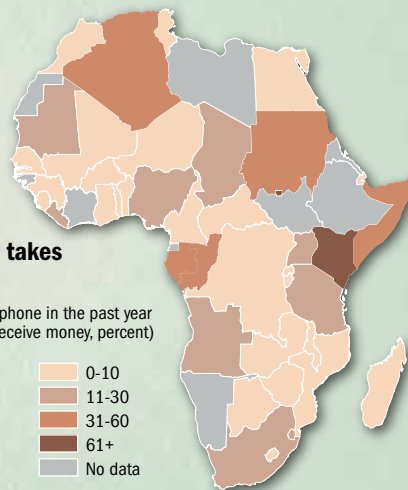 takes
phone in the past year
eceive money, percent)
0-10
11-30
31-60
61+
No data